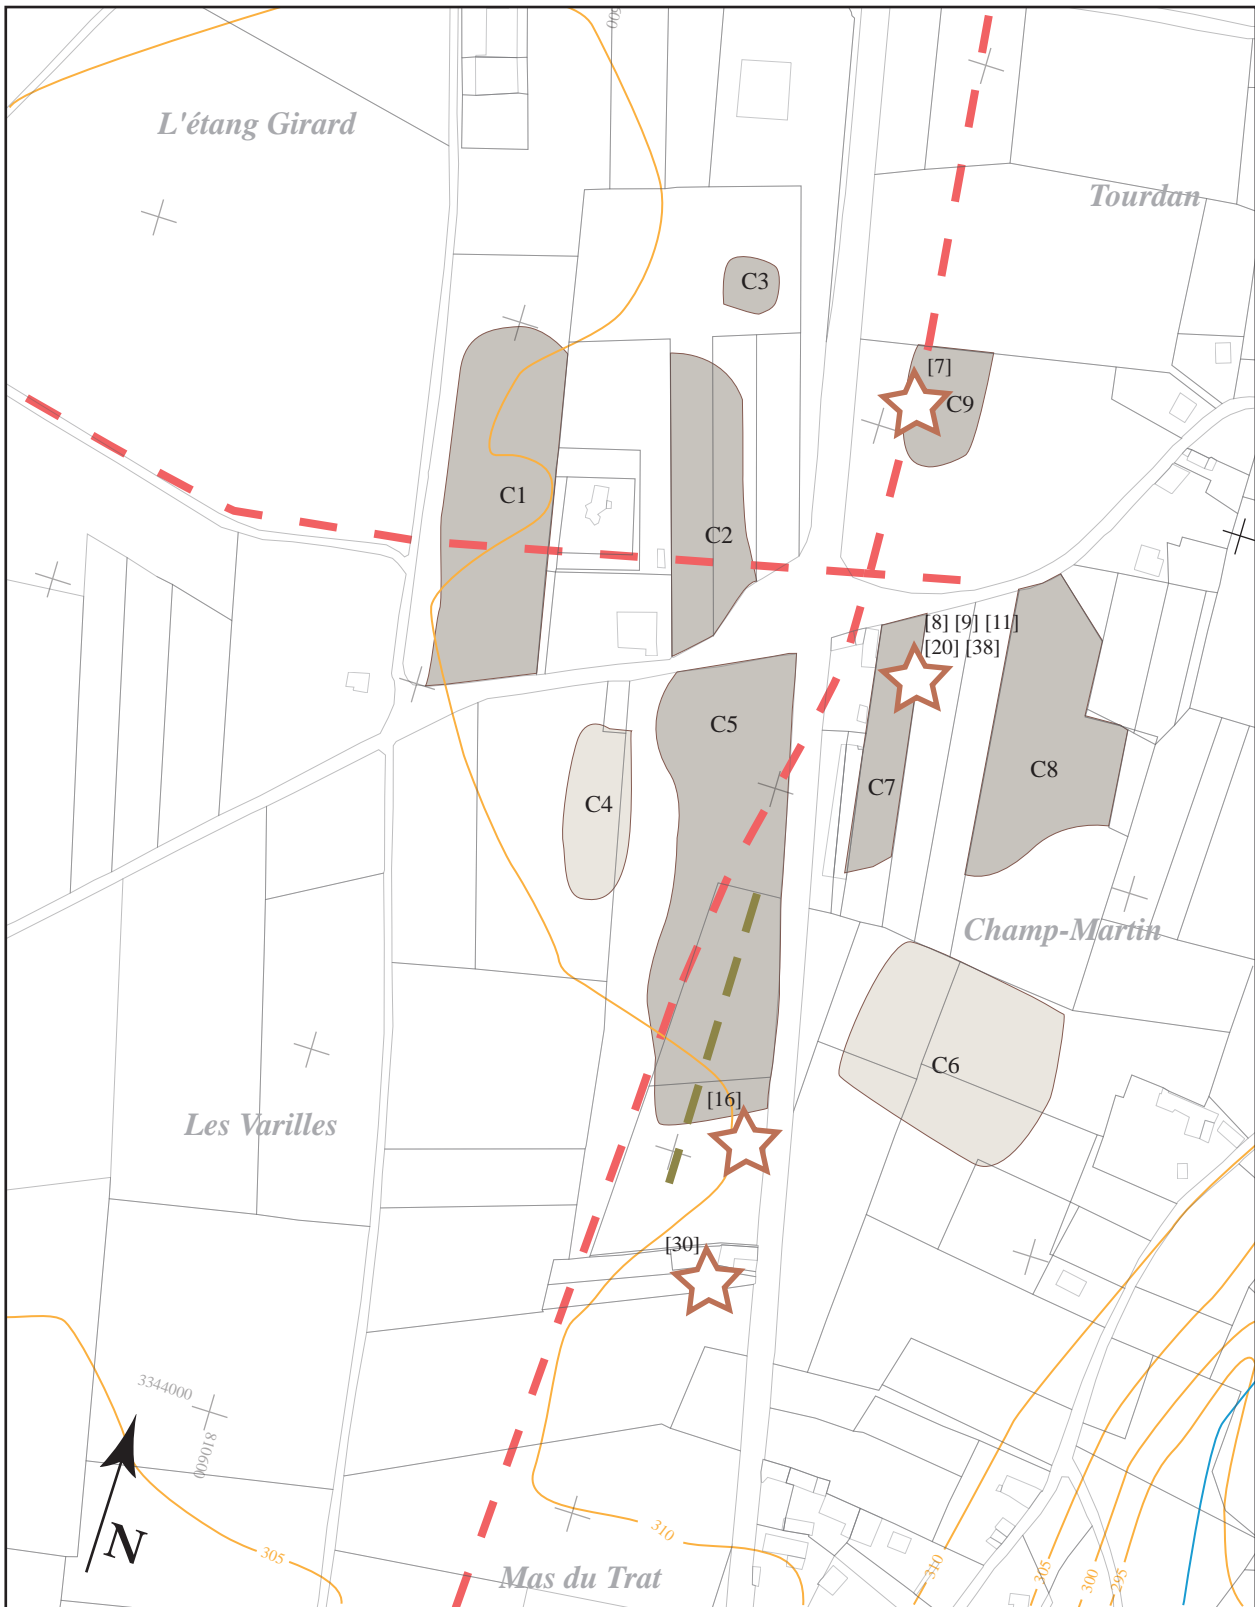 L'étang Girard
Tourdan
C3
[7]
C9
C1
C2
[8] [9] [11]
[20] [38]
C5
C8
C7
C4
Champ-Martin
C6
[16]
Les Varilles
[30]
3344000
810600
N
305
310
310
305
300
295
Mas du Trat